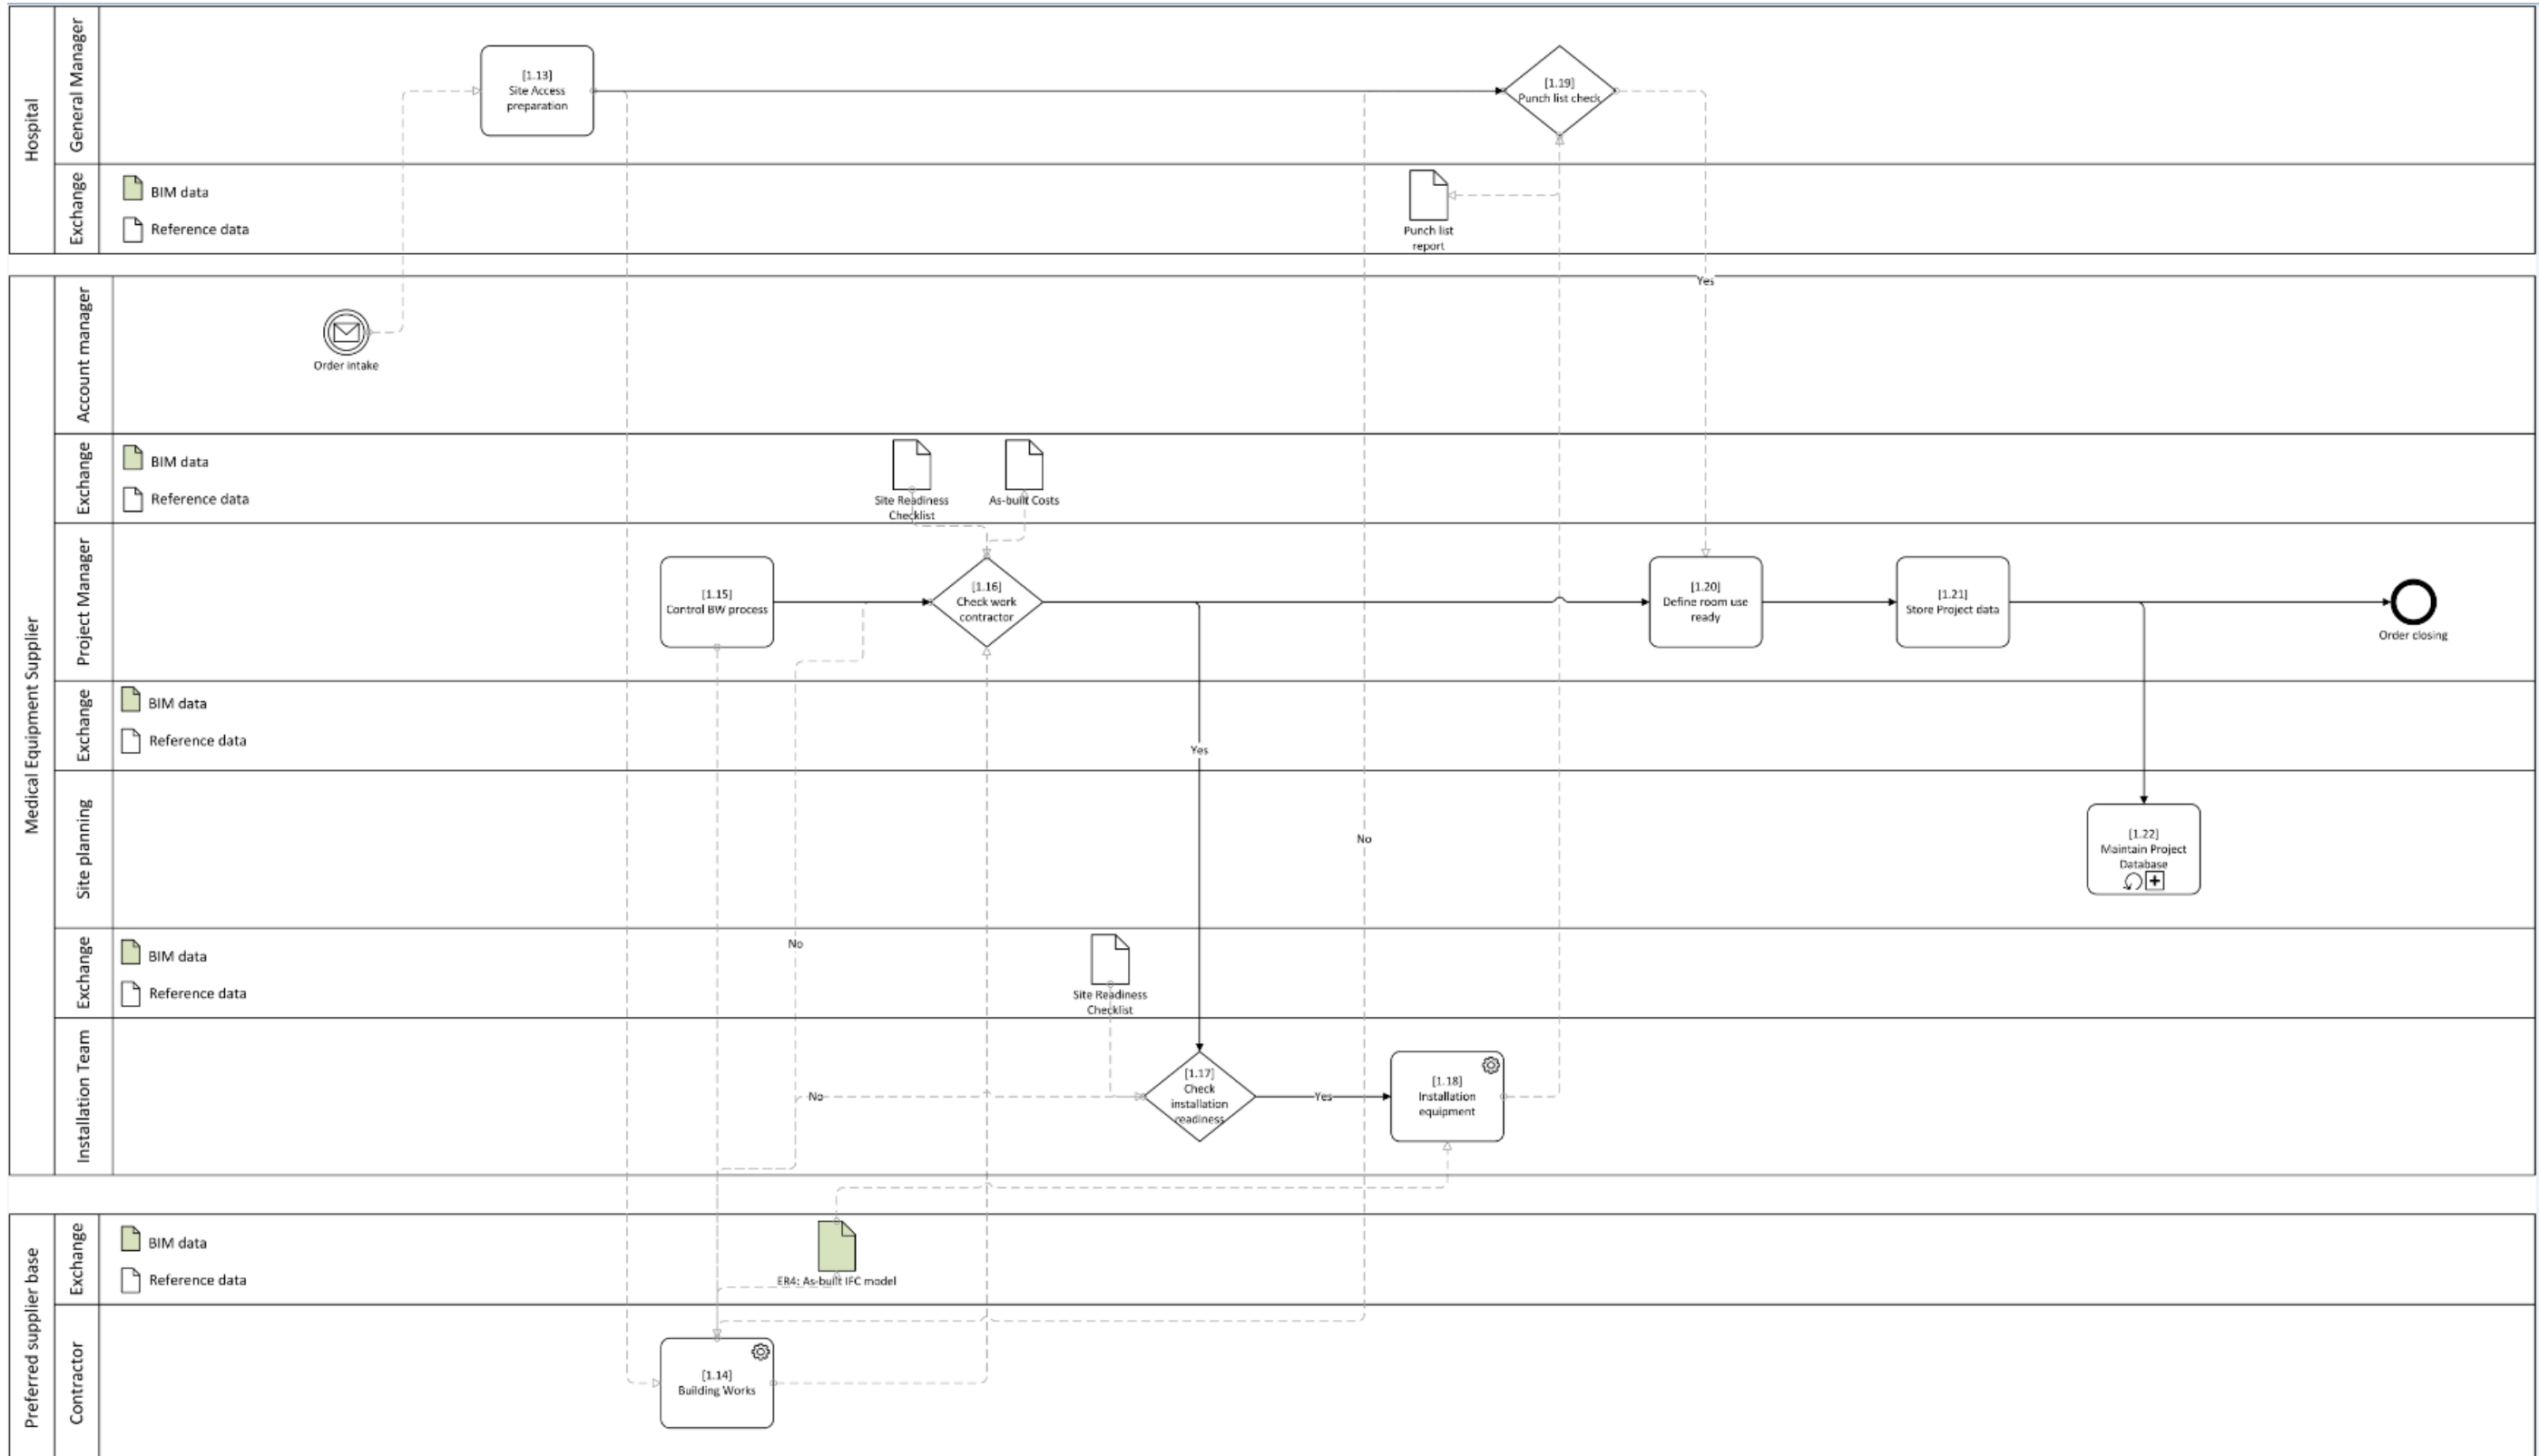 Hospital
General Manager
[1.13]
Site Access
preparation
[1.19]
Punch list check
Exchange
BIM data
Reference data
Punch list
report
Yes
Medical Equipment Supplier
Account manager
Order intake
Exchange
BIM data
Reference data
Site Readiness
Checklist
As-built Costs
Project Manager
[1.15]
Control BW process
[1.16]
Check work
contractor
[1.20]
Define room use
ready
[1.21]
Store Project data
Order closing
Exchange
BIM data
Reference data
Yes
Site planning
No
[1.22]
Maintain Project
Database
Exchange
BIM data
Reference data
No
Site Readiness
Checklist
Installation Team
No
[1.17]
Check
installation
readiness
Yes
[1.18]
Installation
equipment
Preferred supplier base
Exchange
BIM data
Reference data
ER4: As-built IFC model
Contractor
[1.14]
Building Works